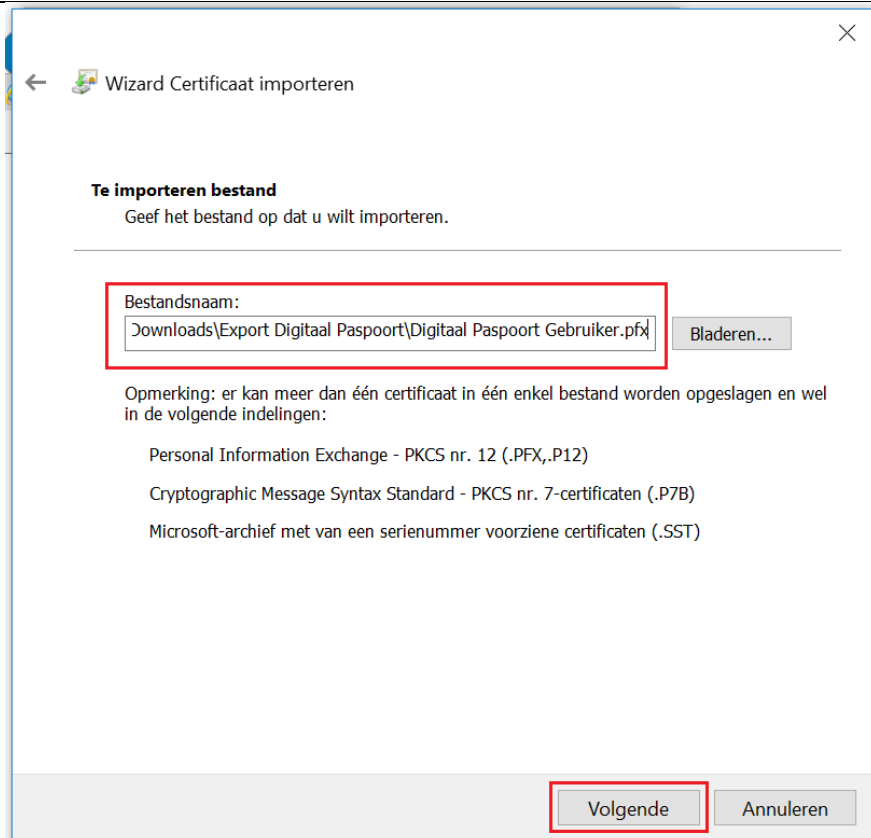 Wizard Certificaat importeren
Te importeren bestand
Geef het bestand op dat u wilt importeren.
Bestandsnaam:
Downloads\Export Digitaal Paspoort\Digitaal Paspoort Gebruiker.pfx
Bladeren...
Opmerking: er kan meer dan één certificaat in één enkel bestand worden opgeslagen en wel
in de volgende indelingen:
Personal Information Exchange - PKCS nr. 12 (.PFX,.P12)
Cryptographic Message Syntax Standard - PKCS nr. 7-certificaten (.P7B)
Microsoft-archief met van een serienummer voorziene certificaten (.SST)
Volgende
Annuleren